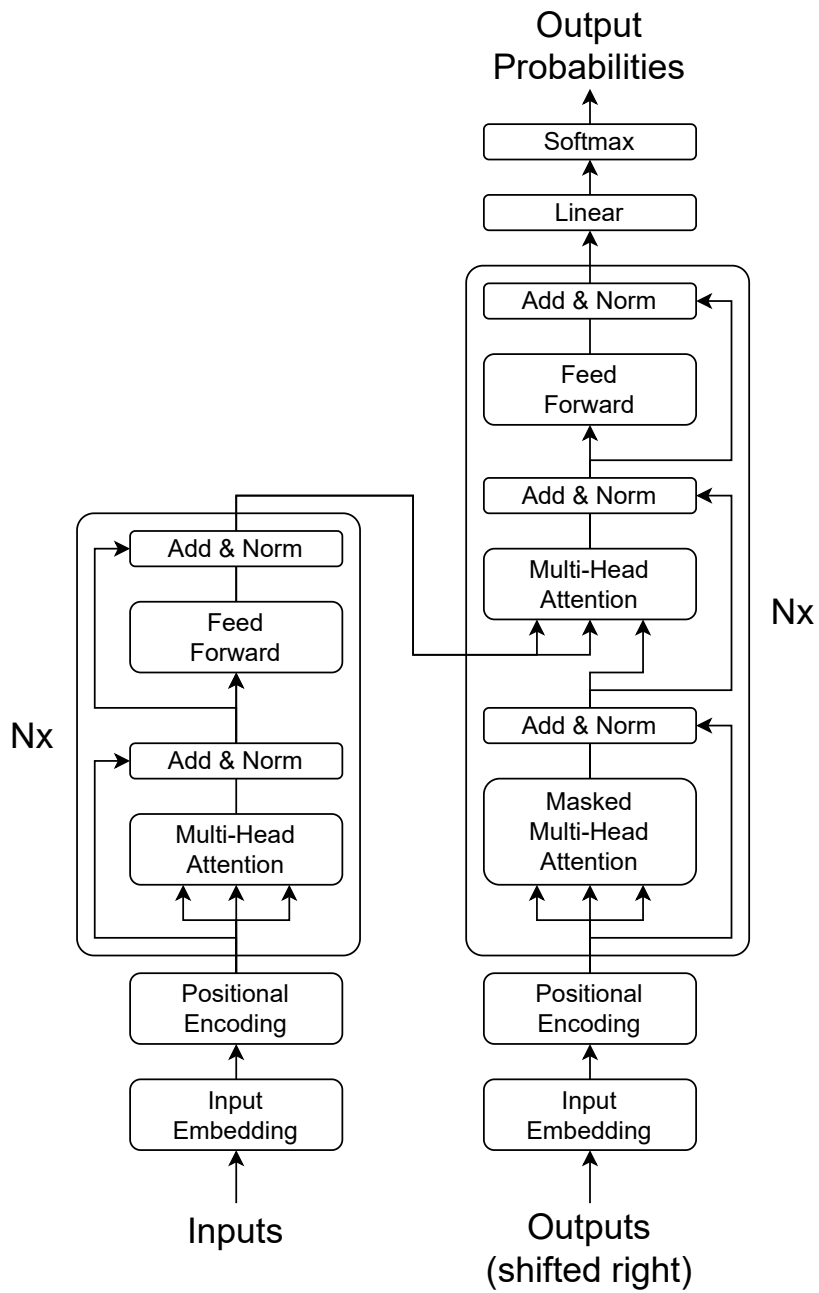 Output
Probabilities
Softmax
Linear
Add & Norm
Feed
Forward
Add & Norm
Multi-Head
Attention
Nx
Add & Norm
Masked
Multi-Head
Attention
Positional
Encoding
Input
Embedding
Outputs
(shifted right)
Add & Norm
Feed
Forward
Nx
Add & Norm
Multi-Head
Attention
Positional
Encoding
Input
Embedding
Inputs